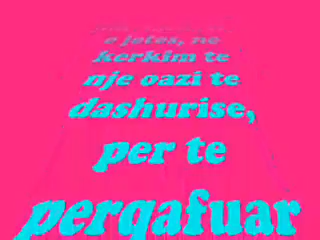 e jetes, ne
kerkim te
nje oazi te
dashurise,
per te
perqafuar